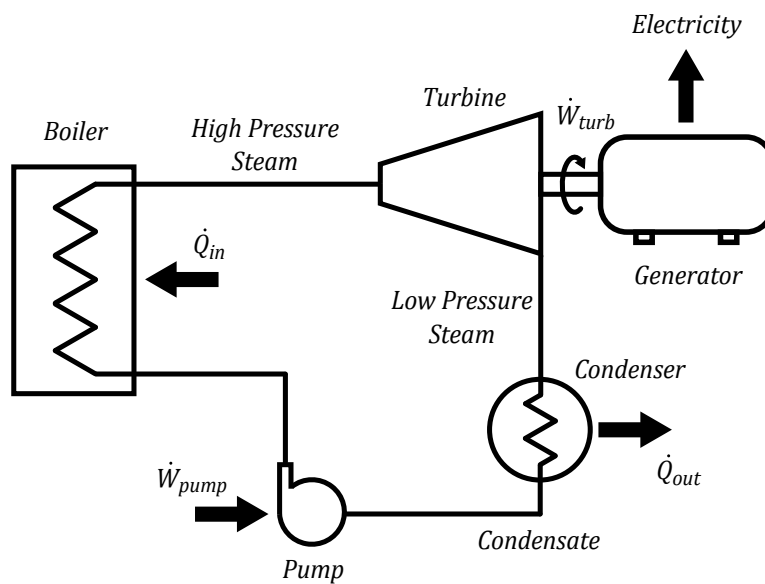 Electricity
Turbine
Ẇturb
Boiler
High Pressure
Steam
Q̇in
Generator
Low Pressure
Steam
Condenser
Ẇpump
Q̇out
Condensate
Pump